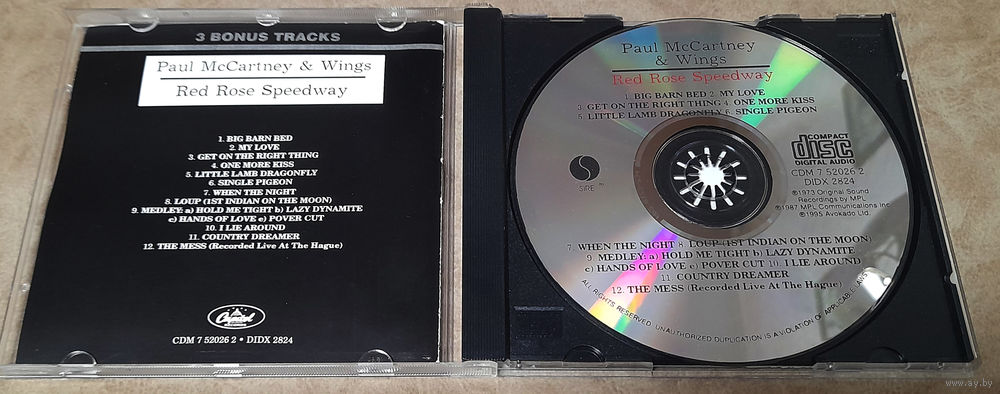 3 BONUS TRACKS
Paul McCartney & Wings
Red Rose Speedway
1. BIG BARN BED
2. MY LOVE
3. GET ON THE RIGHT THING
4. ONE MORE KISS
5. LITTLE LAMB DRAGONFLY
6. SINGLE PIGEON
7. WHEN THE NIGHT
8. LOUP (1ST INDIAN ON THE MOON)
9. MEDLEY: a) HOLD ME TIGHT b) LAZY DYNAMITE
c) HANDS OF LOVE e) POVER CUT
10. I LIE AROUND
11. COUNTRY DREAMER
12. THE MESS (Recorded Live At The Hague)
Capitol
CDM 7 52026 2 • DIDX 2824
Paul McCartney
& Wings
Red Rose Speedway
1. BIG BARN BED 2. MY LOVE
3. GET ON THE RIGHT THING 4. ONE MORE KISS
5. LITTLE LAMB DRAGONFLY 6. SINGLE PIGEON
SIRE
COMPACT
disc
DIGITAL AUDIO
CDM 7 52026 2
DIDX 2824
℗1973 Original Sound
Recordings by MPL
℗1987 MPL Communications Inc
℗1995 Avokado Ltd.
7. WHEN THE NIGHT 8. LOUP (1ST INDIAN ON THE MOON)
9. MEDLEY: a) HOLD ME TIGHT b) LAZY DYNAMITE
c) HANDS OF LOVE e) POVER CUT 10. I LIE AROUND
11. COUNTRY DREAMER
12. THE MESS (Recorded Live At The Hague)
ALL RIGHTS RESERVED. UNAUTHORIZED DUPLICATION IS A VIOLATION OF APPLICABLE LAWS
www.ay.by